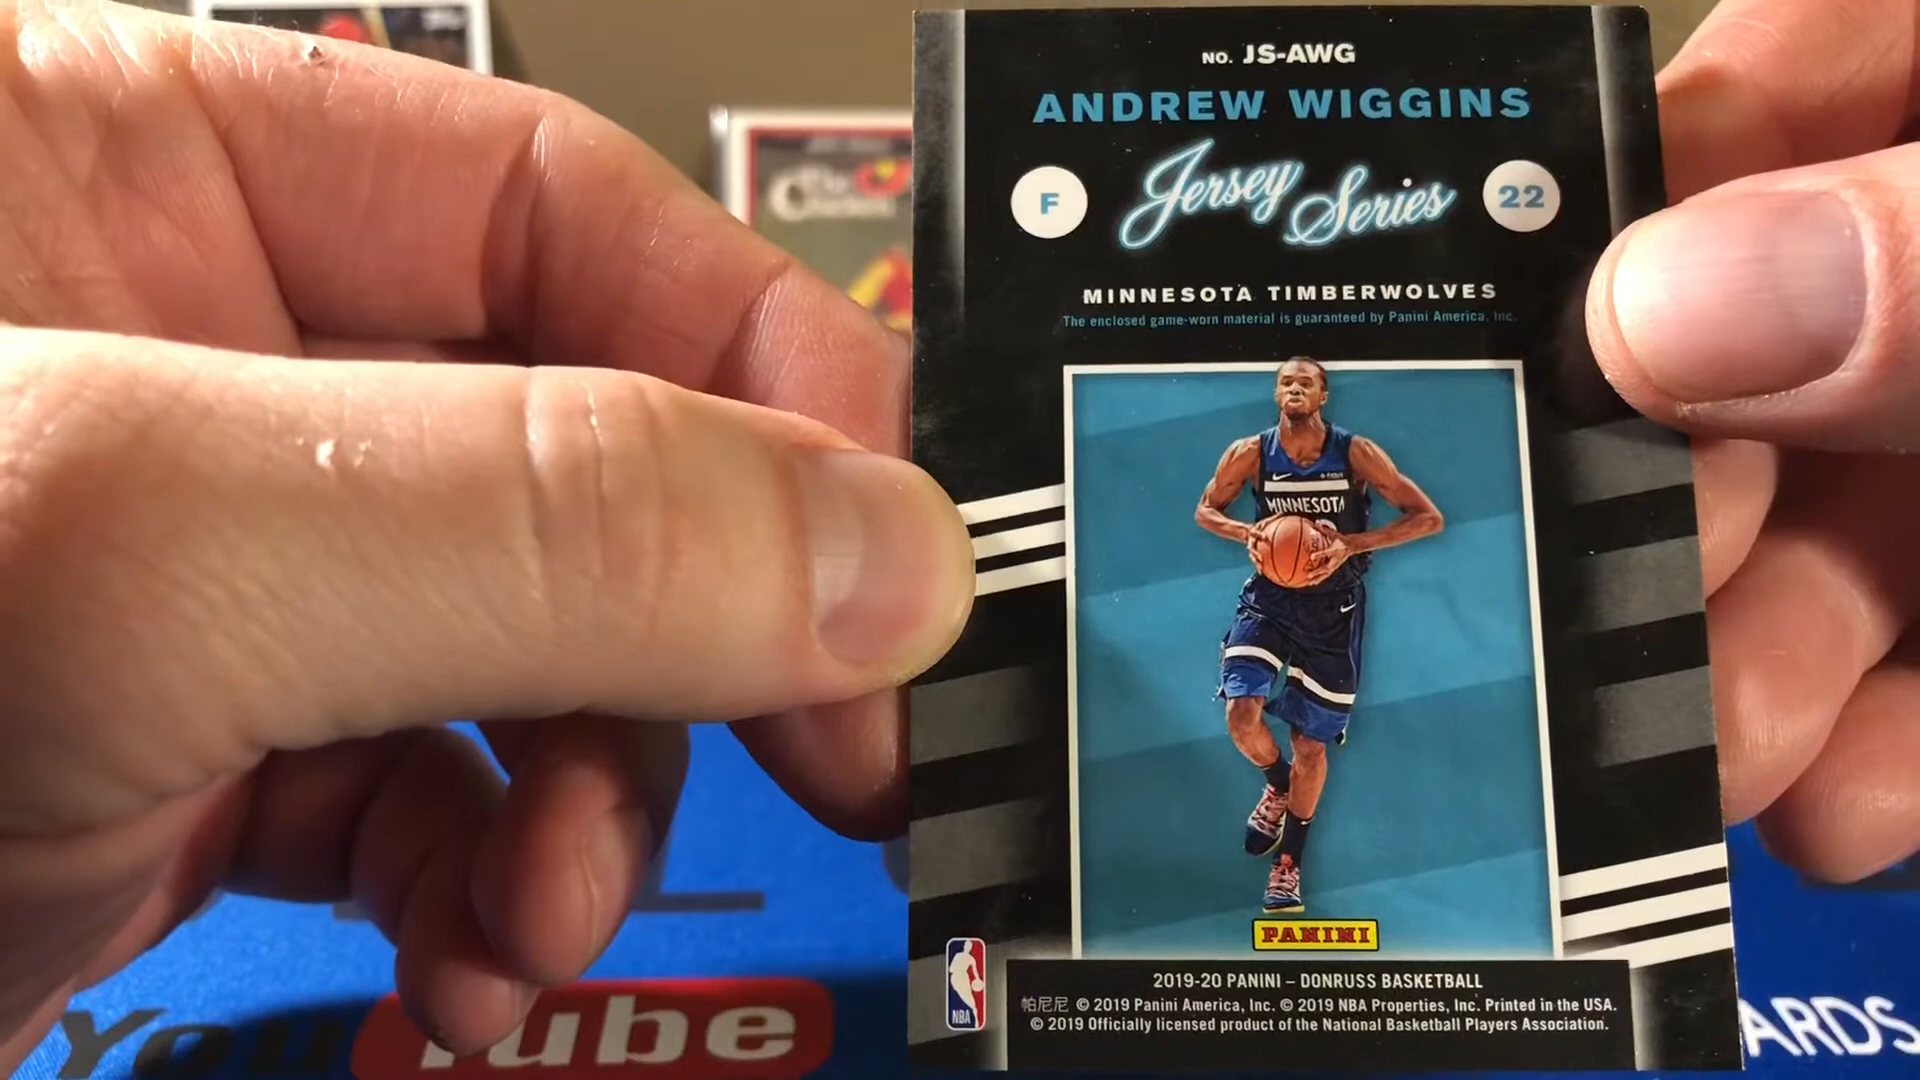 NO. JS-AWG
ANDREW WIGGINS
F
Jersey Series
22
MINNESOTA TIMBERWOLVES
The enclosed game-worn material is guaranteed by Panini America, Inc.
MINNESOTA
PANINI
NBA
2019-20 PANINI – DONRUSS BASKETBALL
帕尼尼 © 2019 Panini America, Inc. © 2019 NBA Properties, Inc. Printed in the USA.
© 2019 Officially licensed product of the National Basketball Players Association.
YouTube
ARDS